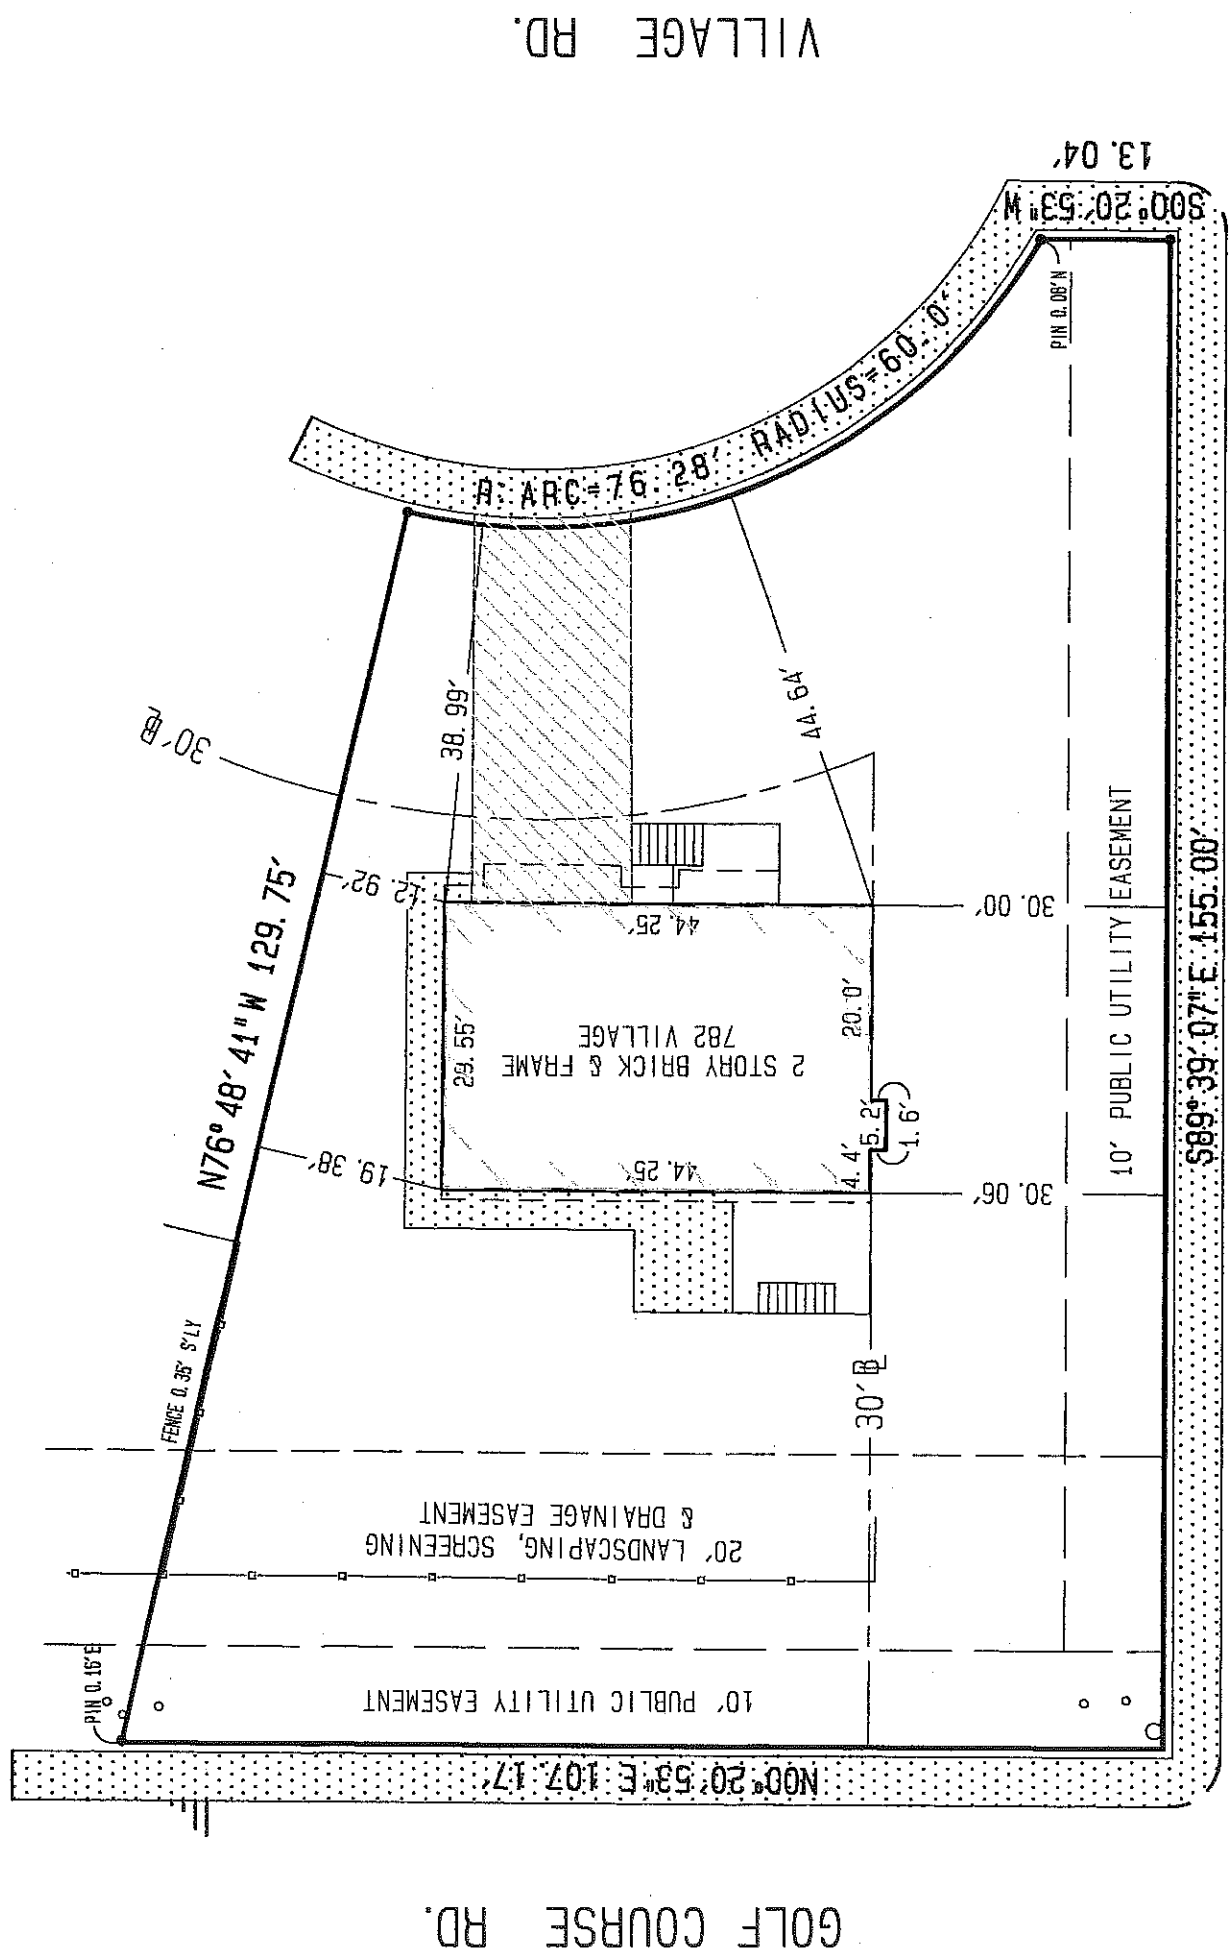 VILLAGE RD.
13.04'
S00°20'53"W
PIN 0.08'N
A: ARC=76.28' RADIUS=60.0'
38.99'
44.64'
30' BL
12.92'
N76°48'41"W 129.75'
44.25'
30.00'
29.55'
20.0'
2 STORY BRICK & FRAME
782 VILLAGE
5.2'
1.6'
4.4'
44.25'
19.38'
30.06'
10' PUBLIC UTILITY EASEMENT
S89°39'07"E 155.00'
FENCE 0.35' S'LY
30' BL
20' LANDSCAPING, SCREENING
& DRAINAGE EASEMENT
PIN 0.16'E
10' PUBLIC UTILITY EASEMENT
N00°20'53"E 107.17'
GOLF COURSE RD.